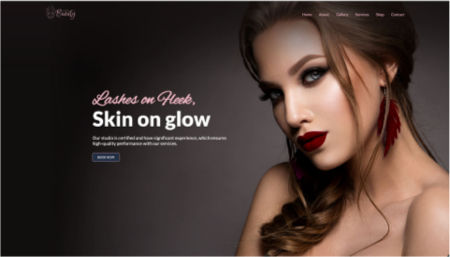 Beauty
Home About Gallery Services Shop Contact
Lashes on Fleek,
Skin on glow
Our studio is certified and have significant experience, which ensures
high-quality performance with our services.
BOOK NOW